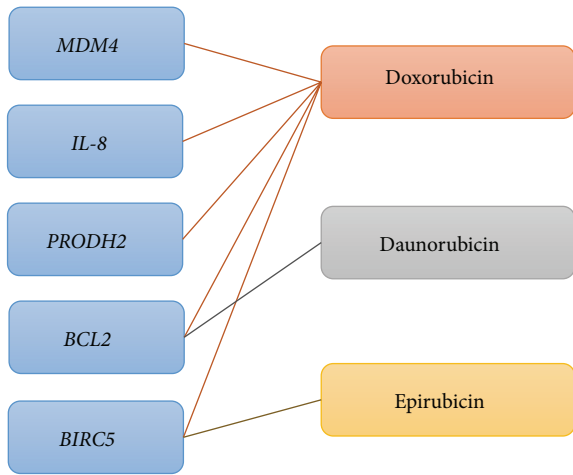 MDM4
IL-8
PRODH2
BCL2
BIRC5
Doxorubicin
Daunorubicin
Epirubicin